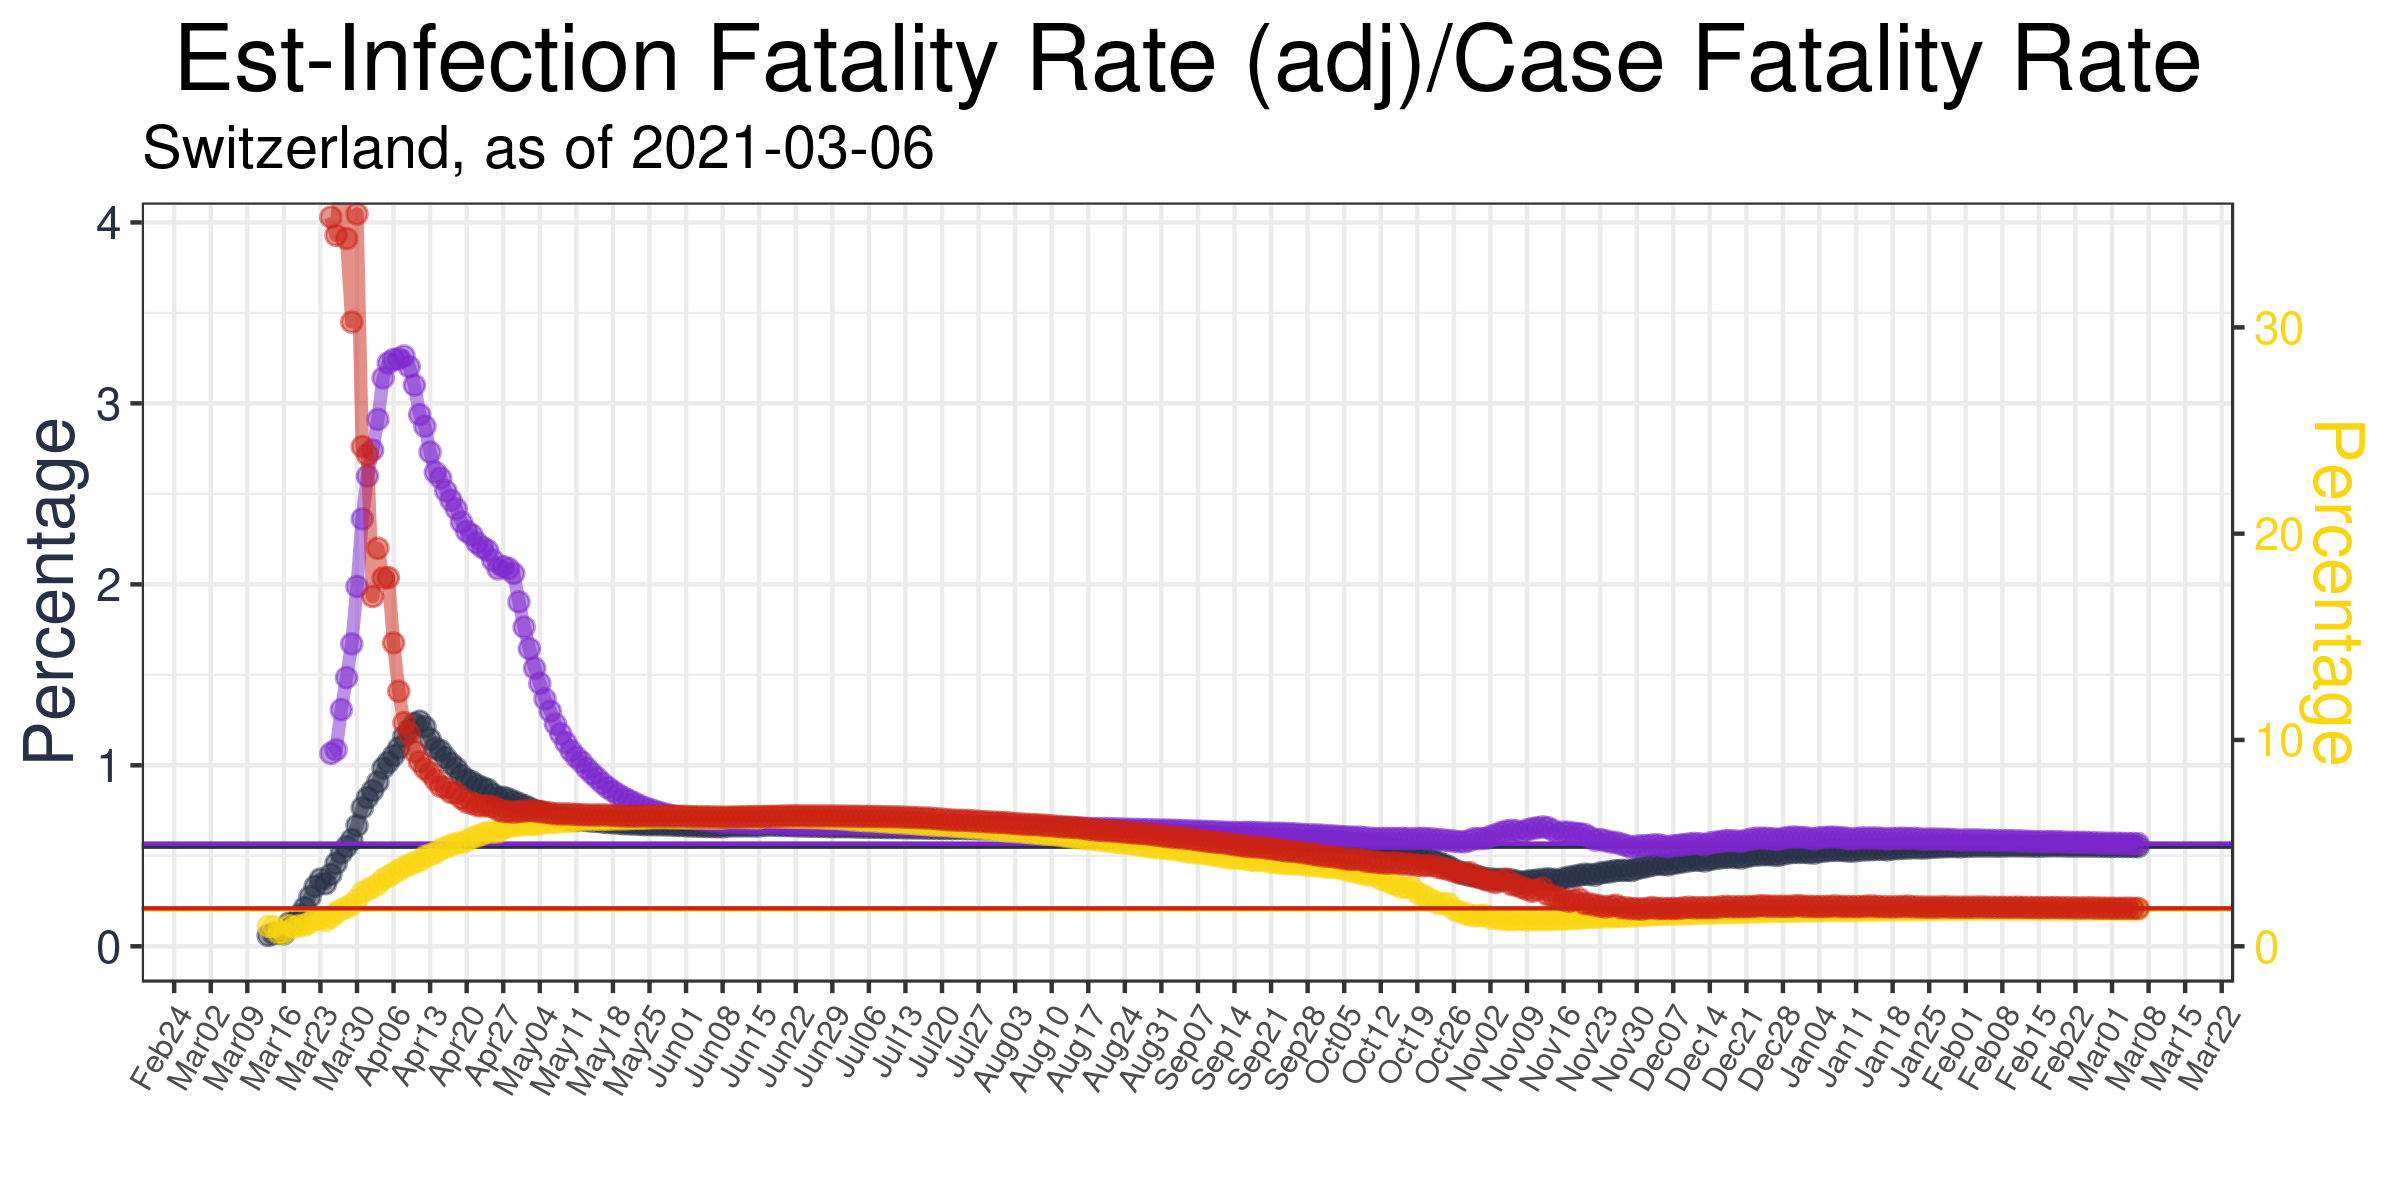 Est-Infection Fatality Rate (adj)/Case Fatality Rate
Switzerland, as of 2021-03-06
Percentage
4
3
2
1
0
30
20
10
0
Percentage
Feb24
Mar02
Mar09
Mar16
Mar23
Mar30
Apr06
Apr13
Apr20
Apr27
May04
May11
May18
May25
Jun01
Jun08
Jun15
Jun22
Jun29
Jul06
Jul13
Jul20
Jul27
Aug03
Aug10
Aug17
Aug24
Aug31
Sep07
Sep14
Sep21
Sep28
Oct05
Oct12
Oct19
Oct26
Nov02
Nov09
Nov16
Nov23
Nov30
Dec07
Dec14
Dec21
Dec28
Dec04
Jan11
Jan18
Jan25
Feb01
Feb08
Feb15
Feb22
Mar01
Mar08
Mar15
Mar22